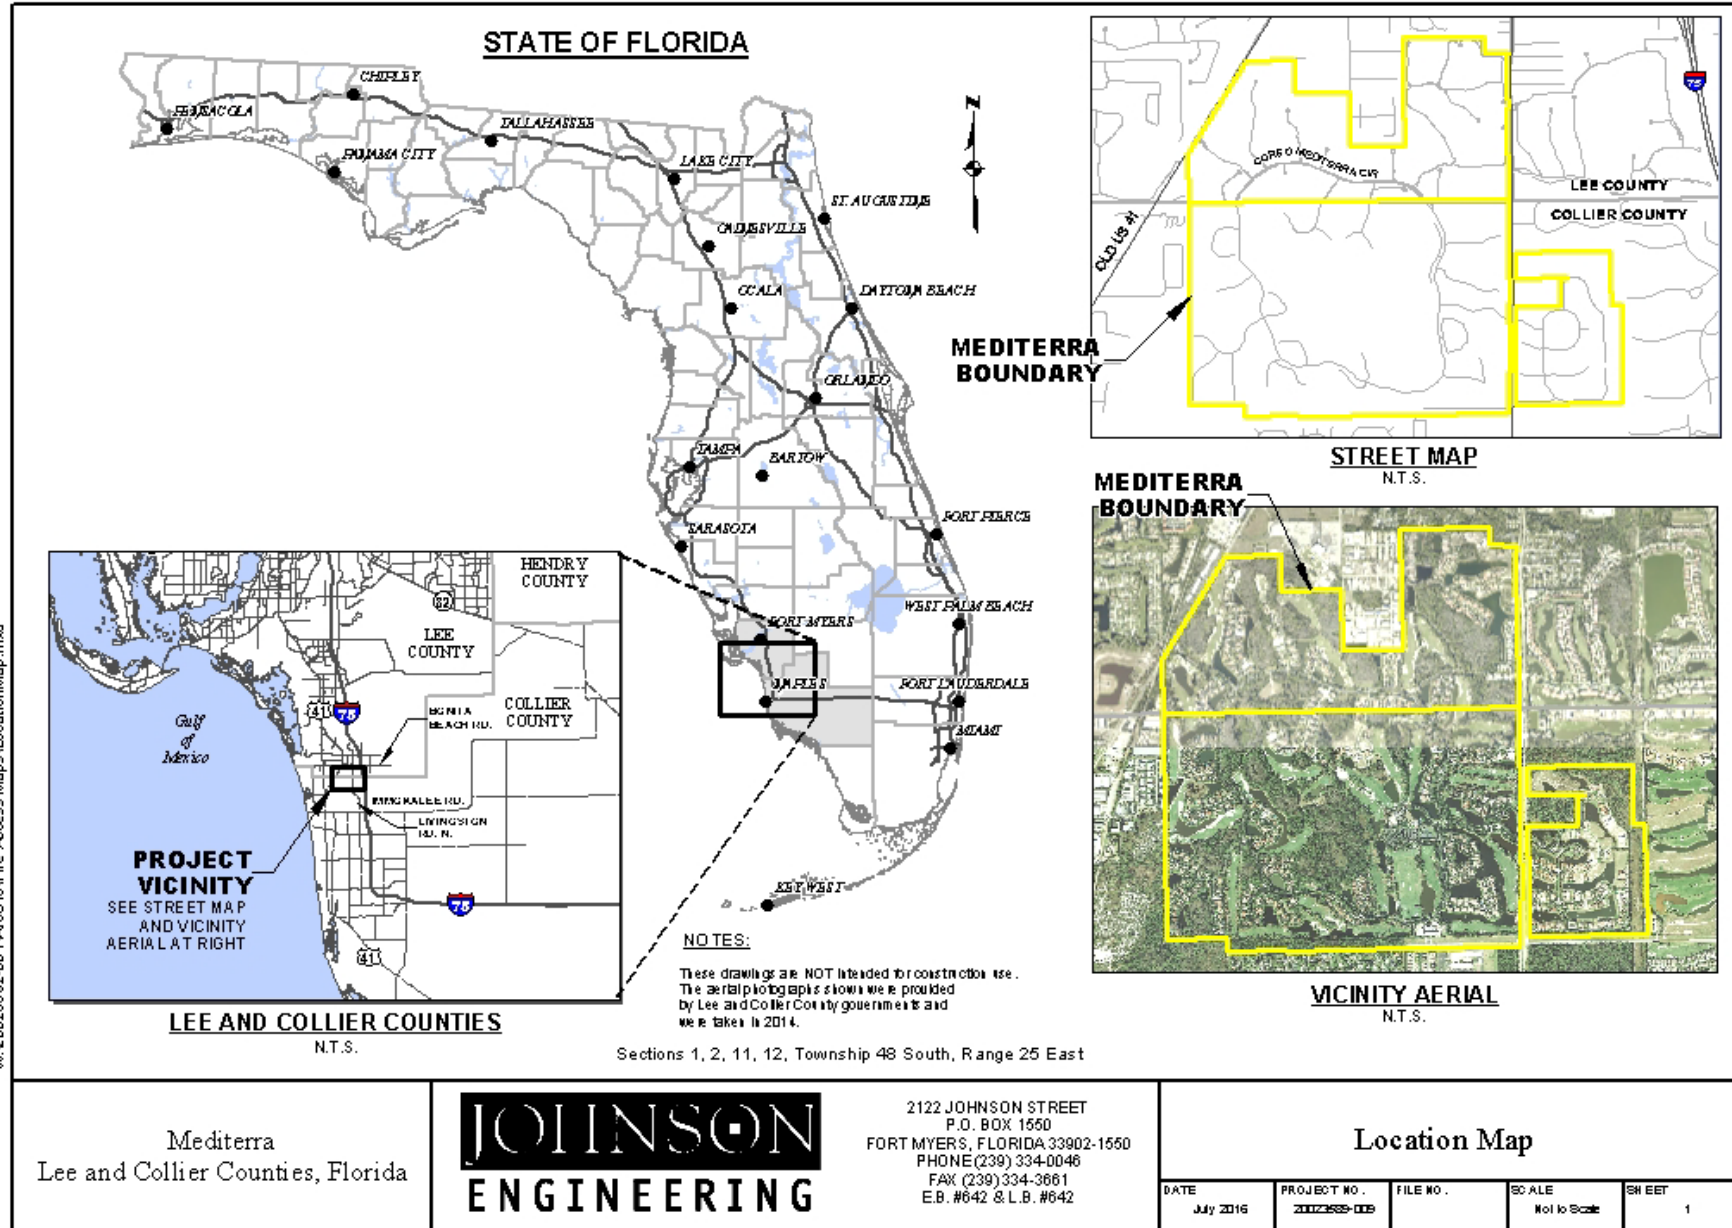 STATE OF FLORIDA
CHIPLEY
PENSACOLA
TALLAHASSEE
PANAMA CITY
LAKE CITY
ST. AUGUSTINE
GAINESVILLE
OCALA
DAYTONA BEACH
ORLANDO
TAMPA
BARTOW
SARASOTA
FORT PIERCE
WEST PALM BEACH
FORT MYERS
NAPLES
FORT LAUDERDALE
MIAMI
KEY WEST
N
75
LEE COUNTY
COLLIER COUNTY
OLD US 41
MEDITERRA
BOUNDARY
STREET MAP
N.T.S.
MEDITERRA
BOUNDARY
VICINITY AERIAL
N.T.S.
HENDRY
COUNTY
82
LEE
COUNTY
COLLIER
COUNTY
41
75
BONITA
BEACH RD.
Gulf
of
Mexico
IMMOKALEE RD.
LIVINGSTON
RD. N.
PROJECT
VICINITY
SEE STREET MAP
AND VICINITY
AERIAL AT RIGHT
75
41
LEE AND COLLIER COUNTIES
N.T.S.
NOTES:
These drawings are NOT intended for construction use.
The aerial photographs shown were provided
by Lee and Collier County governments and
were taken in 2014.
Sections 1, 2, 11, 12, Township 48 South, Range 25 East
Mediterra
Lee and Collier Counties, Florida
JOHNSON
ENGINEERING
2122 JOHNSON STREET
P.O. BOX 1550
FORT MYERS, FLORIDA 33902-1550
PHONE (239) 334-0046
FAX (239) 334-3661
E.B. #642 & L.B. #642
Location Map
DATE
July 2016
PROJECT NO.
FILE NO.
SCALE
Not to Scale
SHEET
1